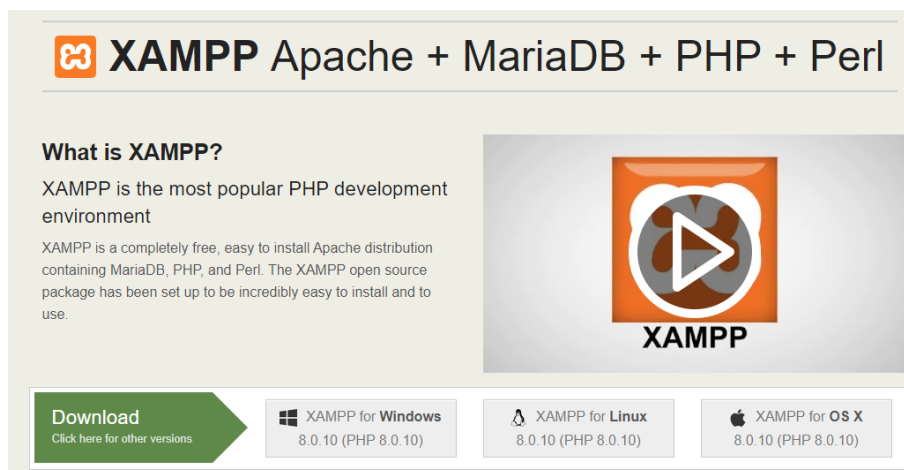 XAMPP Apache + MariaDB + PHP + Perl
What is XAMPP?
XAMPP is the most popular PHP development
environment
XAMPP is a completely free, easy to install Apache distribution
containing MariaDB, PHP, and Perl. The XAMPP open source
package has been set up to be incredibly easy to install and to
use.
XAMPP
Download
Click here for other versions
XAMPP for Windows
8.0.10 (PHP 8.0.10)
XAMPP for Linux
8.0.10 (PHP 8.0.10)
XAMPP for OS X
8.0.10 (PHP 8.0.10)